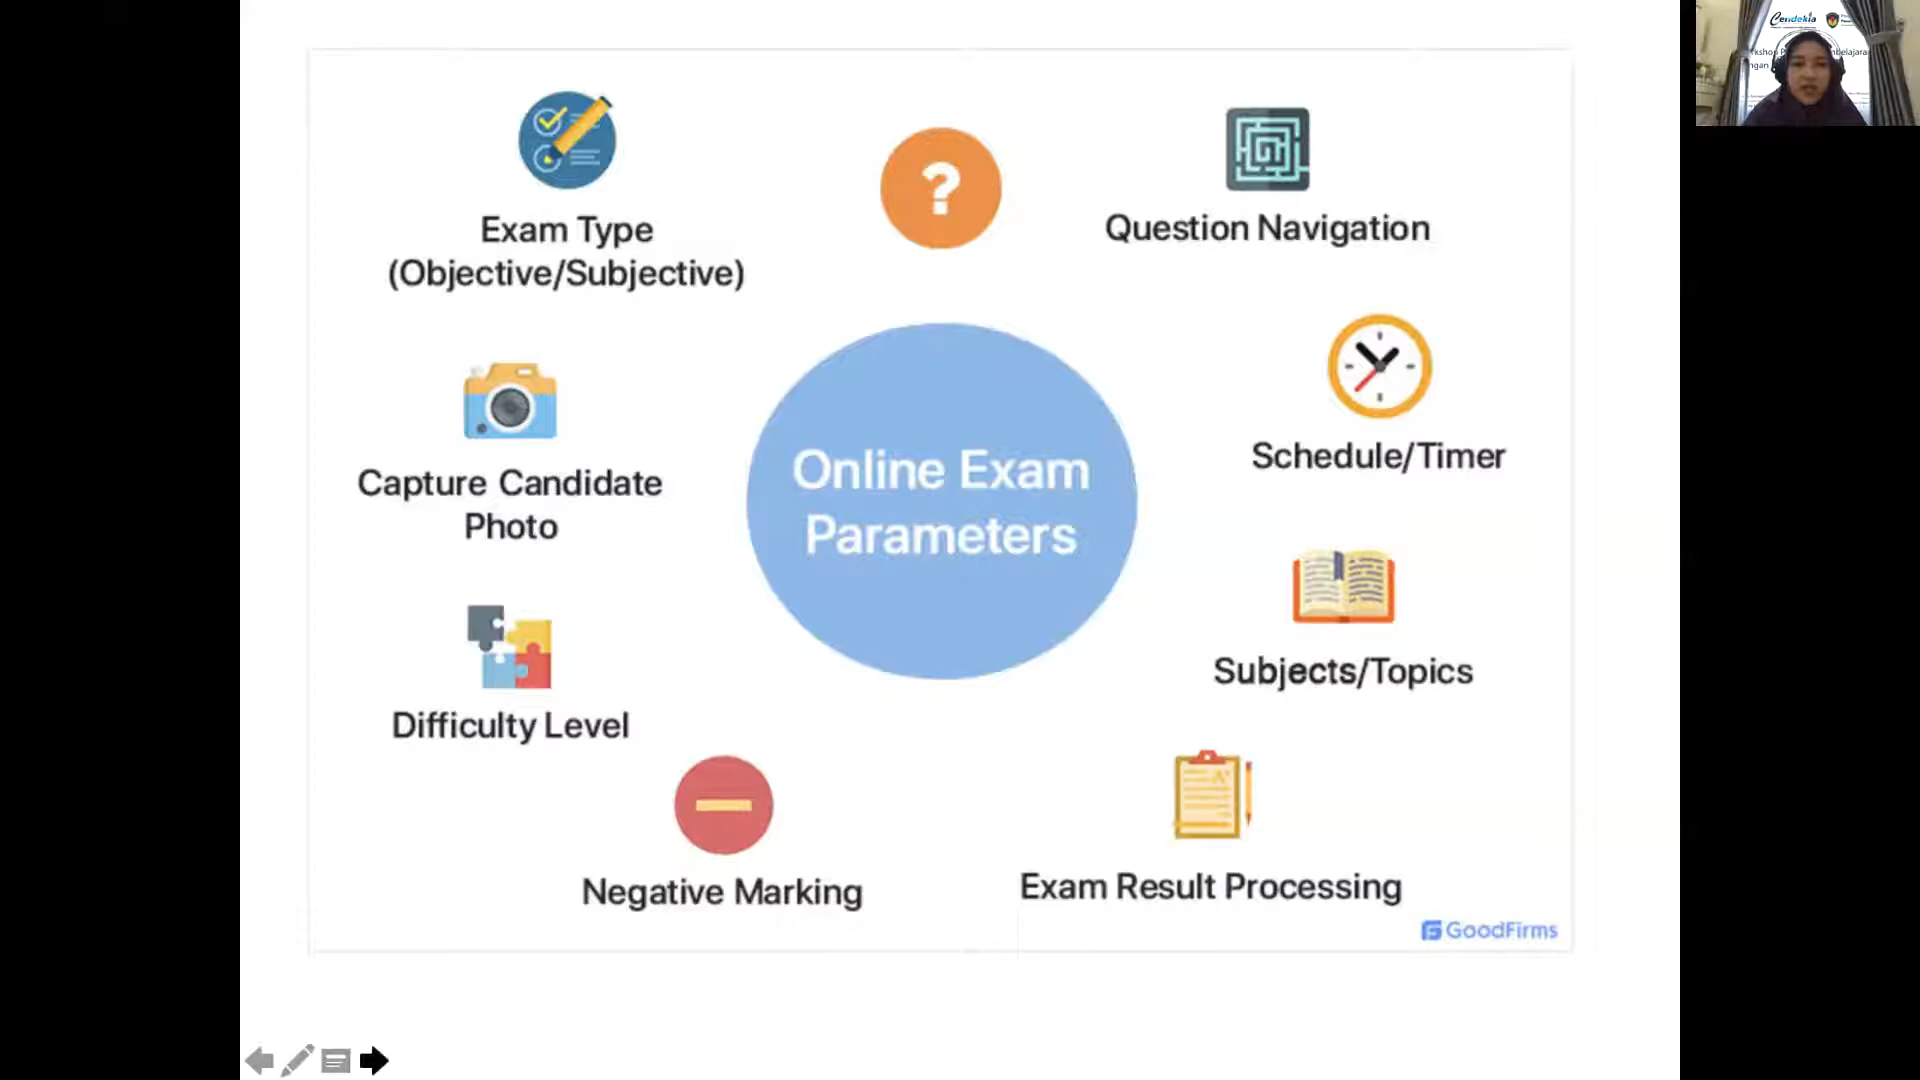 Exam Type
(Objective/Subjective)
?
Question Navigation
Capture Candidate
Photo
Online Exam
Parameters
Schedule/Timer
Subjects/Topics
Difficulty Level
Negative Marking
Exam Result Processing
GoodFirms
Cendekia